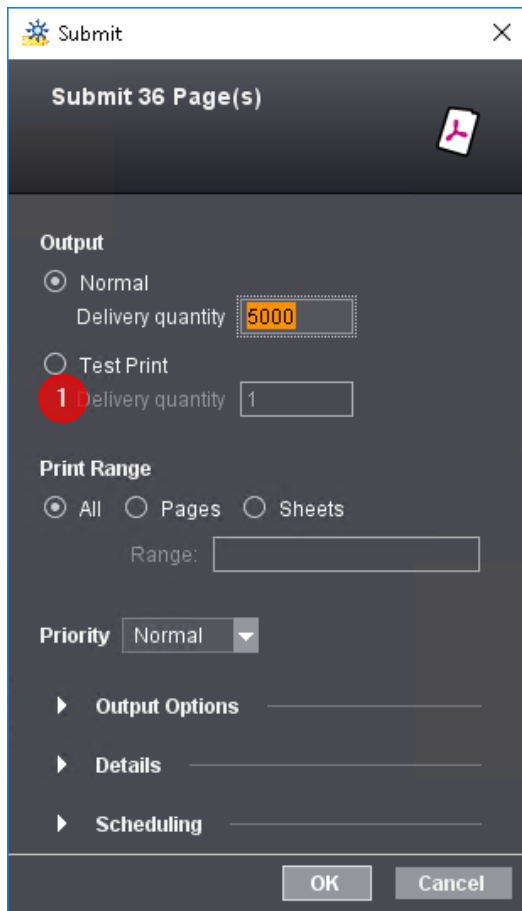 Submit
Submit 36 Page(s)
Output
Normal
Delivery quantity 5000
Test Print
1 Delivery quantity 1
Print Range
All Pages Sheets
Range:
Priority Normal
Output Options
Details
Scheduling
OK Cancel